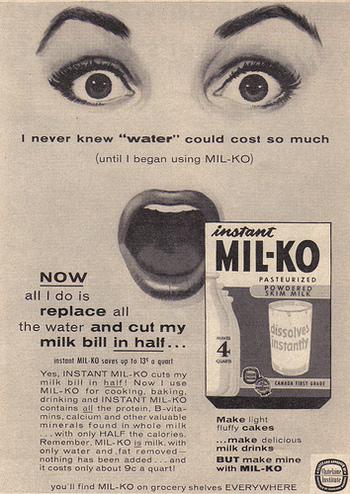 I never knew "water" could cost so much
(until I began using MIL-KO)
instant
MIL-KO
PASTEURIZED
POWDERED
SKIM MILK
dissolves
instantly
MAKES
4
QUARTS
CANADA FIRST GRADE
NOW
all I do is
replace all
the water and cut my
milk bill in half...
instant MIL-KO saves up to 13¢ a quart
Yes, INSTANT MIL-KO cuts my
milk bill in half! Now I use
MIL-KO for cooking, baking,
drinking and INSTANT MIL-KO
contains all the protein, B-vita-
mins, calcium and other valuable
minerals found in whole milk
...with only HALF the calories.
Remember, MIL-KO is milk, with
only water and fat removed—
nothing has been added...and
it costs only about 9c a quart!
Make light
fluffy cakes
...make delicious
milk drinks
BUT make mine
with MIL-KO
Chatelaine
Institute
you'll find MIL-KO on grocery shelves EVERYWHERE